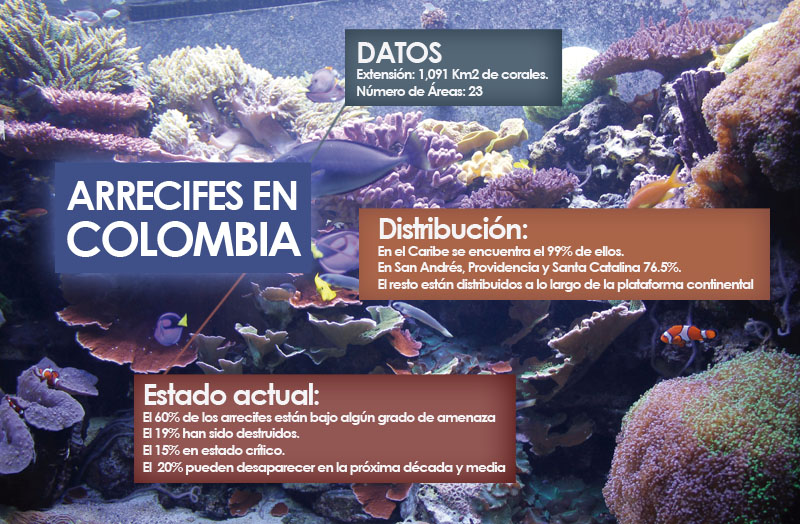 DATOS
Extensión: 1,091 Km2 de corales.
Número de Áreas: 23
ARRECIFES EN
COLOMBIA
Distribución:
En el Caribe se encuentra el 99% de ellos.
En San Andrés, Providencia y Santa Catalina 76.5%.
El resto están distribuidos a lo largo de la plataforma continental
Estado actual:
El 60% de los arrecifes están bajo algún grado de amenaza
El 19% han sido destruidos.
El 15% en estado crítico.
El 20% pueden desaparecer en la próxima década y media